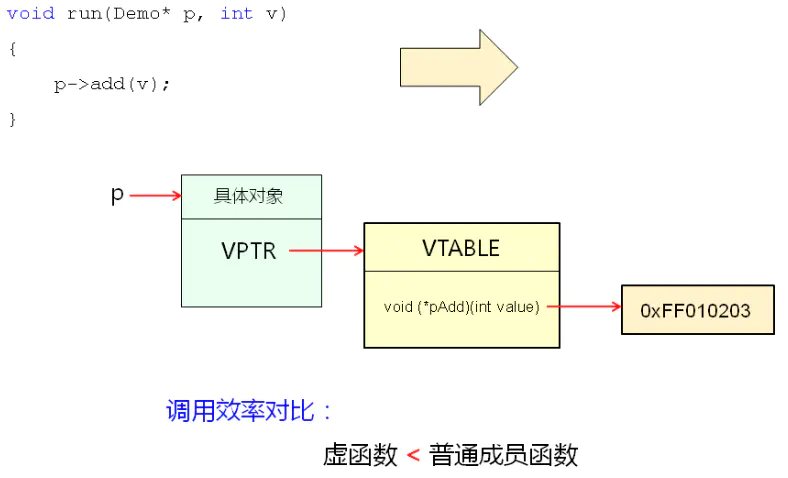 void run(Demo* p, int v)
{
    p->add(v);
}
p
具体对象
VPTR
VTABLE
void (*pAdd)(int value)
0xFF010203
调用效率对比：
虚函数 < 普通成员函数